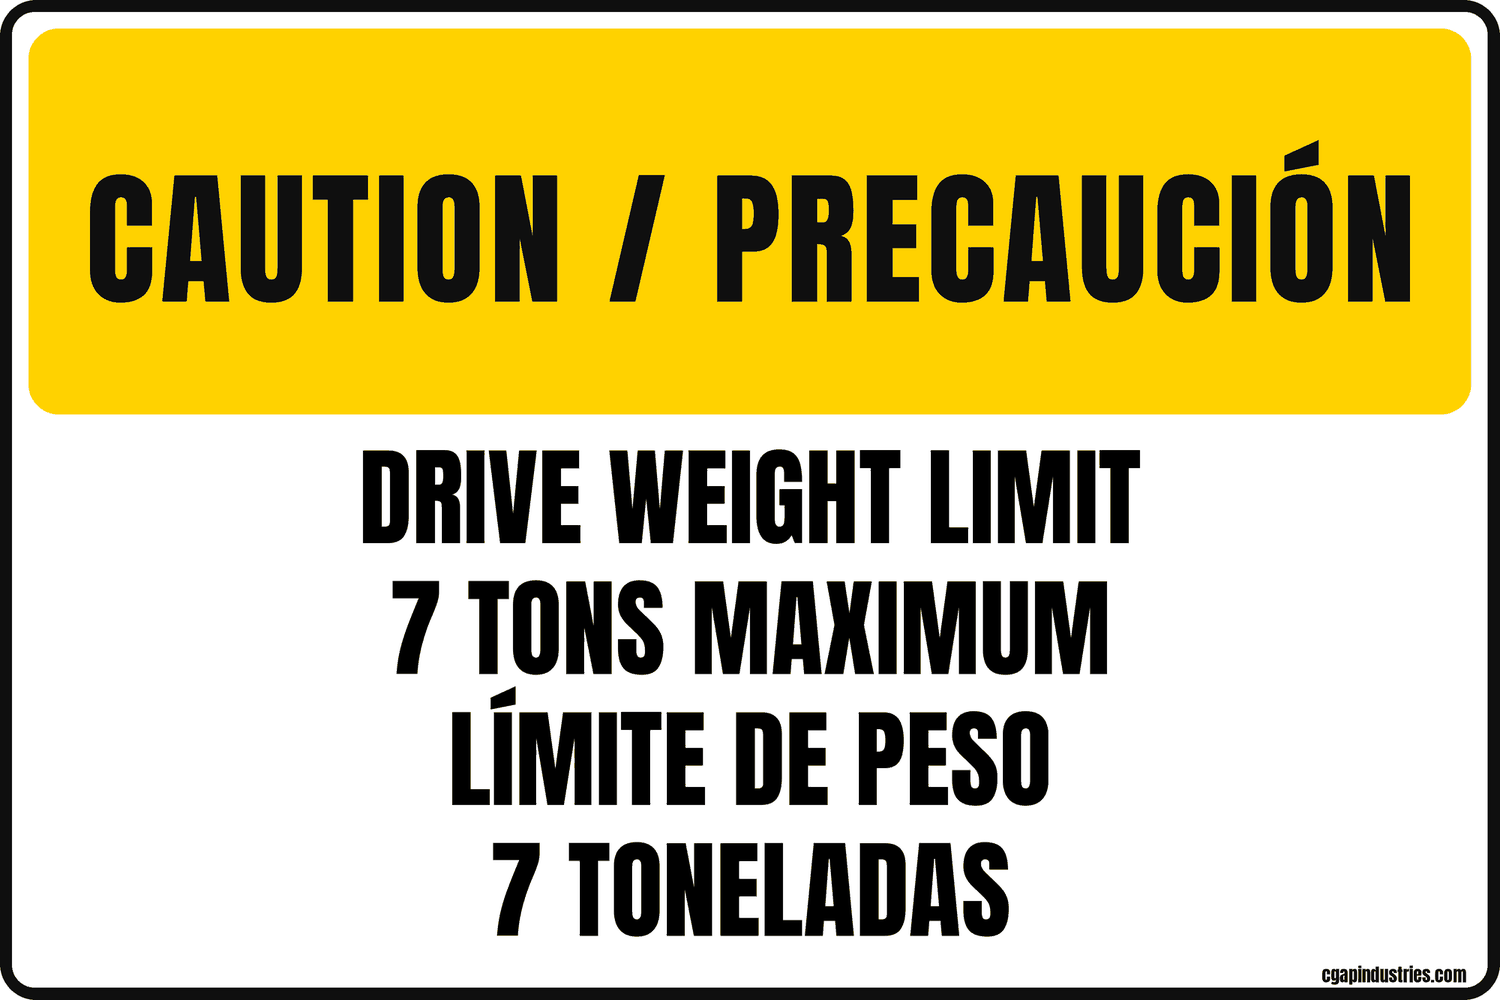 CAUTION / PRECAUCIÓN
DRIVE WEIGHT LIMIT
7 TONS MAXIMUM
LÍMITE DE PESO
7 TONELADAS
cgapindustries.com